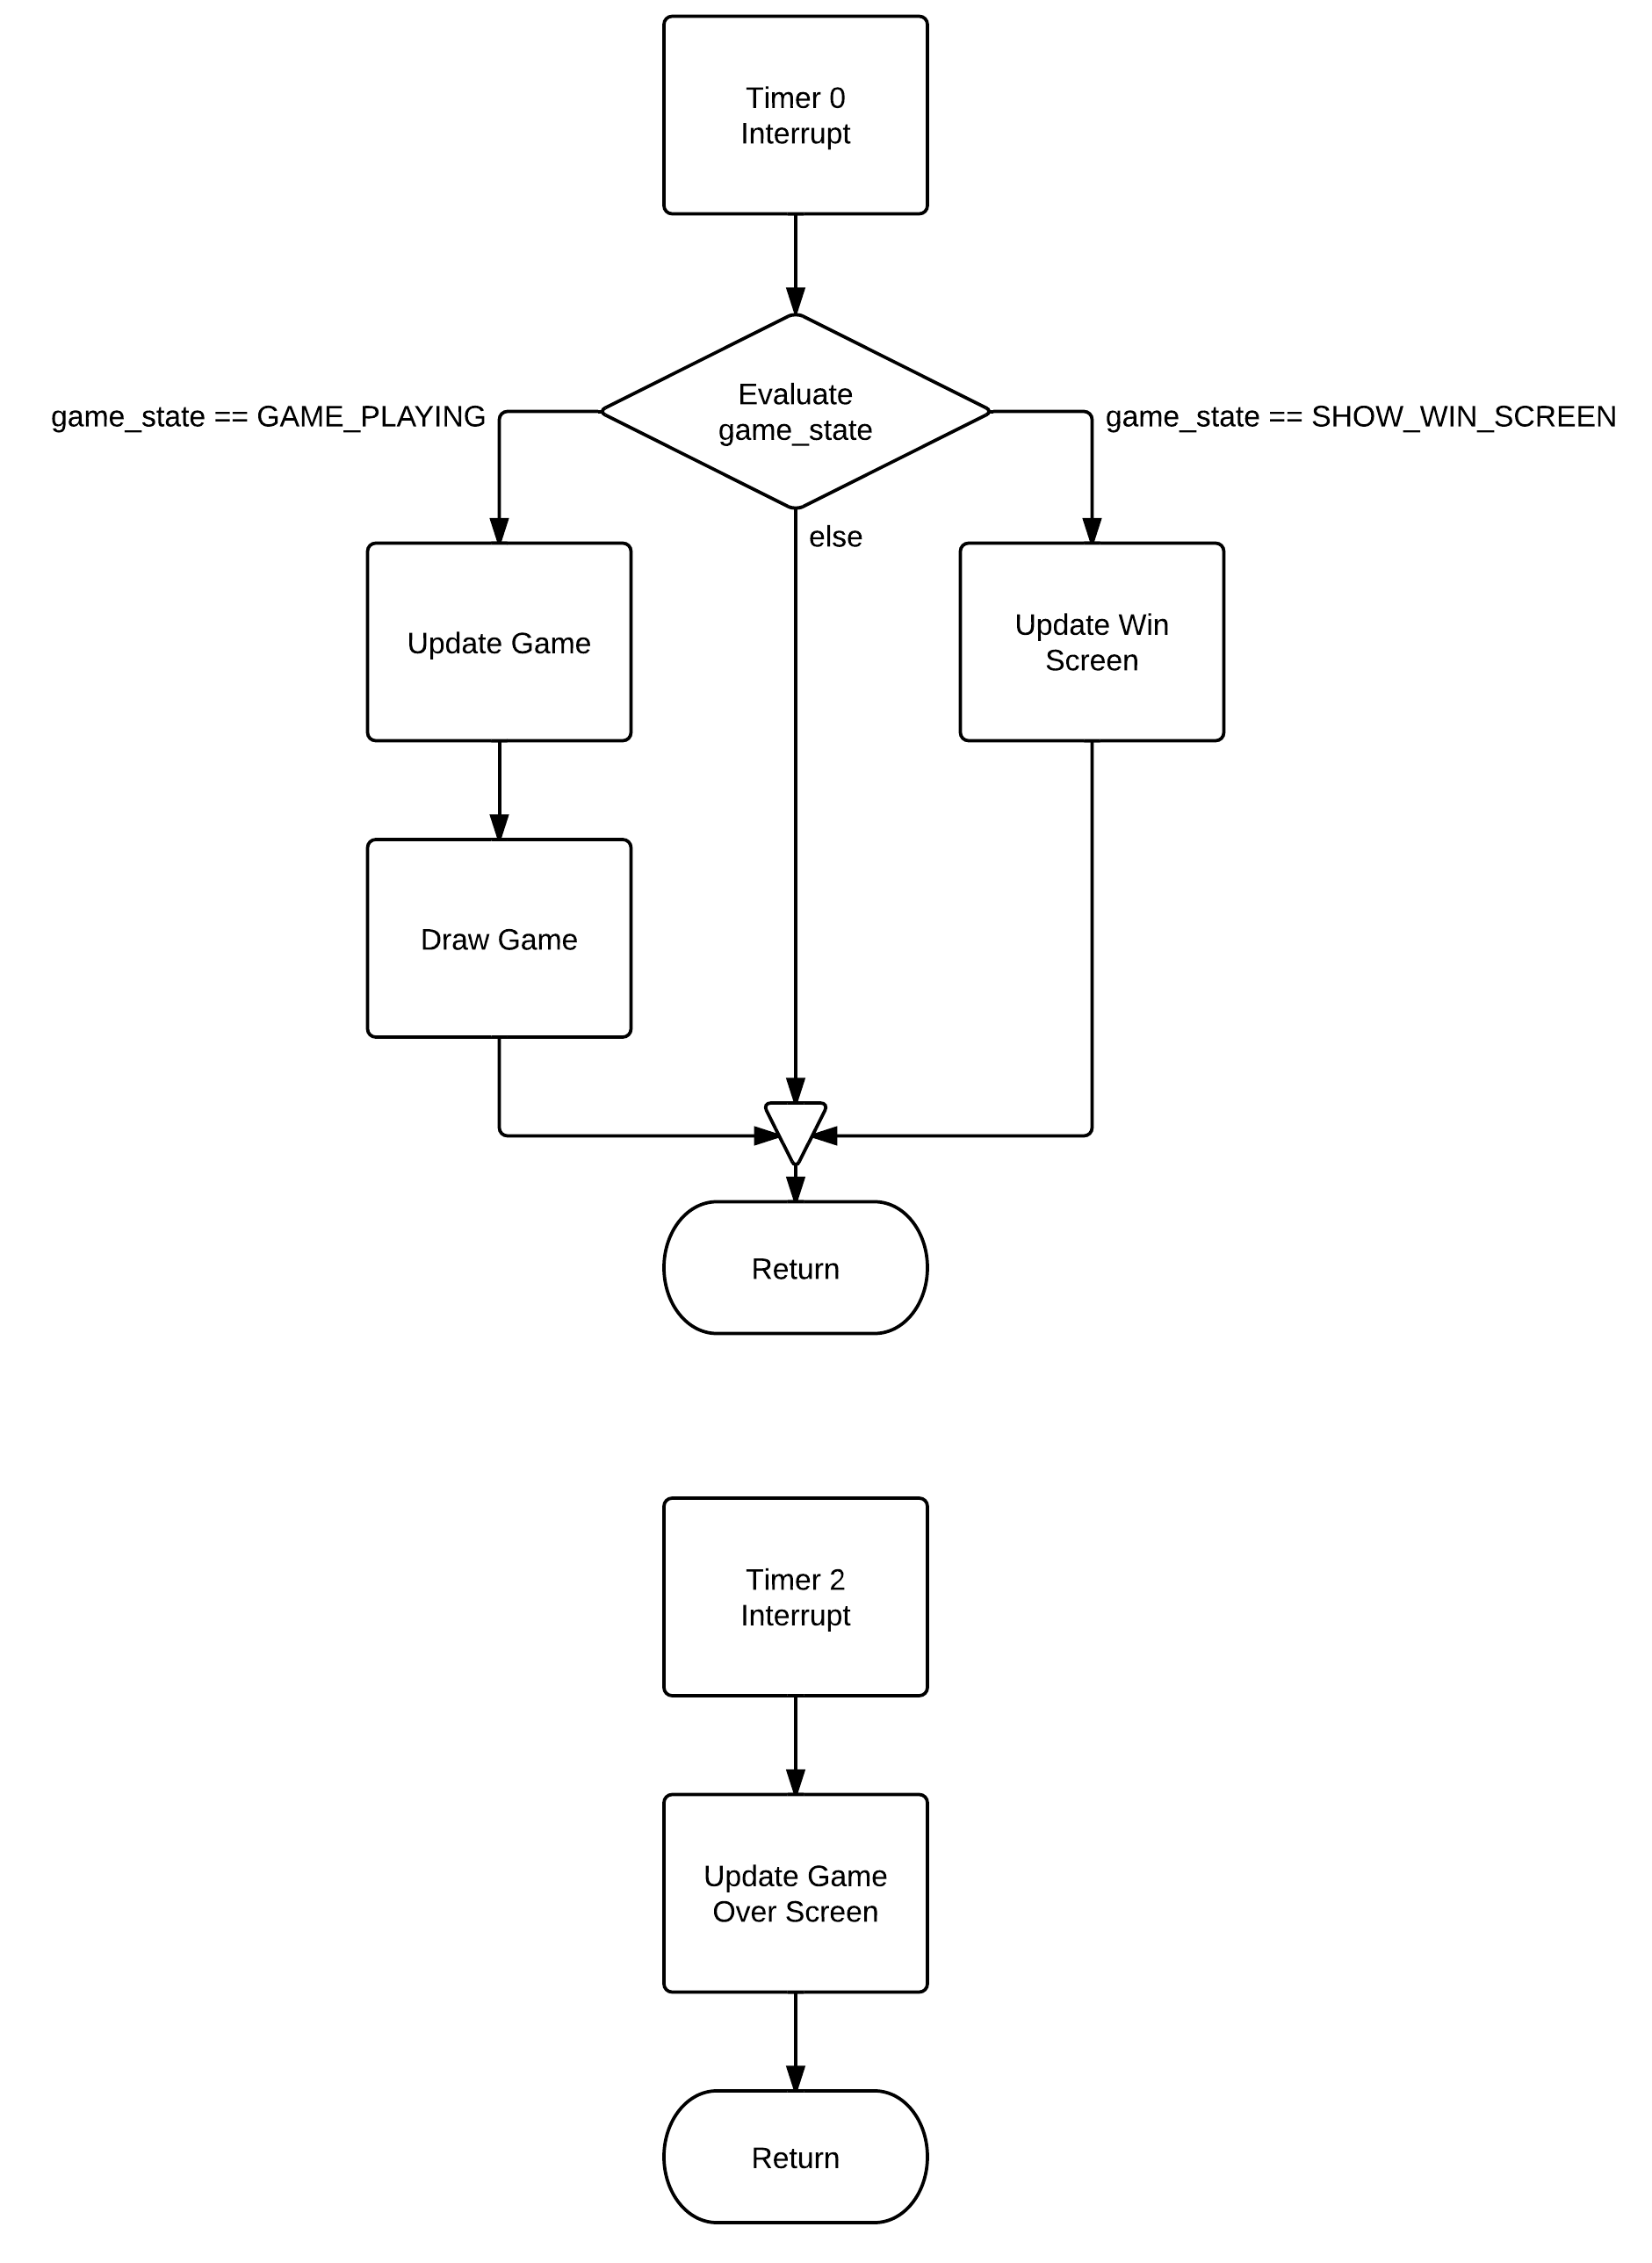 Timer 0
Interrupt
Evaluate
game_state
game_state == GAME_PLAYING
game_state == SHOW_WIN_SCREEN
else
Update Game
Update Win
Screen
Draw Game
Return
Timer 2
Interrupt
Update Game
Over Screen
Return